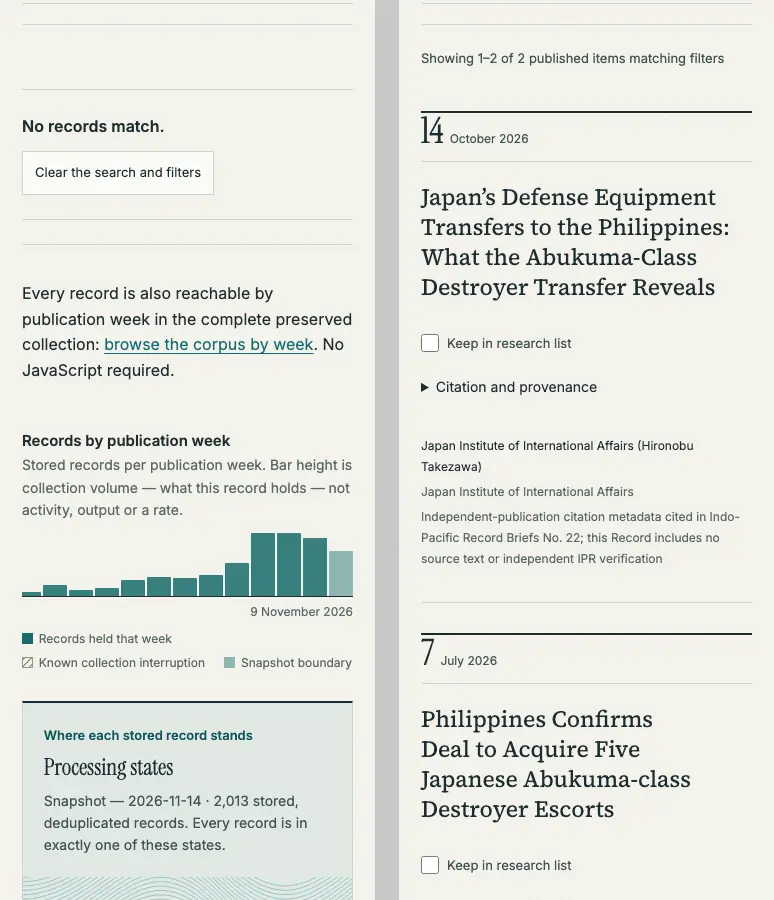 No records match.
Clear the search and filters
Every record is also reachable by
publication week in the complete preserved
collection: browse the corpus by week. No
JavaScript required.
Records by publication week
Stored records per publication week. Bar height is
collection volume — what this record holds — not
activity, output or a rate.
9 November 2026
Records held that week
Known collection interruption
Snapshot boundary
Where each stored record stands
Processing states
Snapshot — 2026-11-14 · 2,013 stored,
deduplicated records. Every record is in
exactly one of these states.
Showing 1–2 of 2 published items matching filters
14 October 2026
Japan’s Defense Equipment
Transfers to the Philippines:
What the Abukuma-Class
Destroyer Transfer Reveals
Keep in research list
Citation and provenance
Japan Institute of International Affairs (Hironobu
Takezawa)
Japan Institute of International Affairs
Independent-publication citation metadata cited in Indo-
Pacific Record Briefs No. 22; this Record includes no
source text or independent IPR verification
7 July 2026
Philippines Confirms
Deal to Acquire Five
Japanese Abukuma-class
Destroyer Escorts
Keep in research list